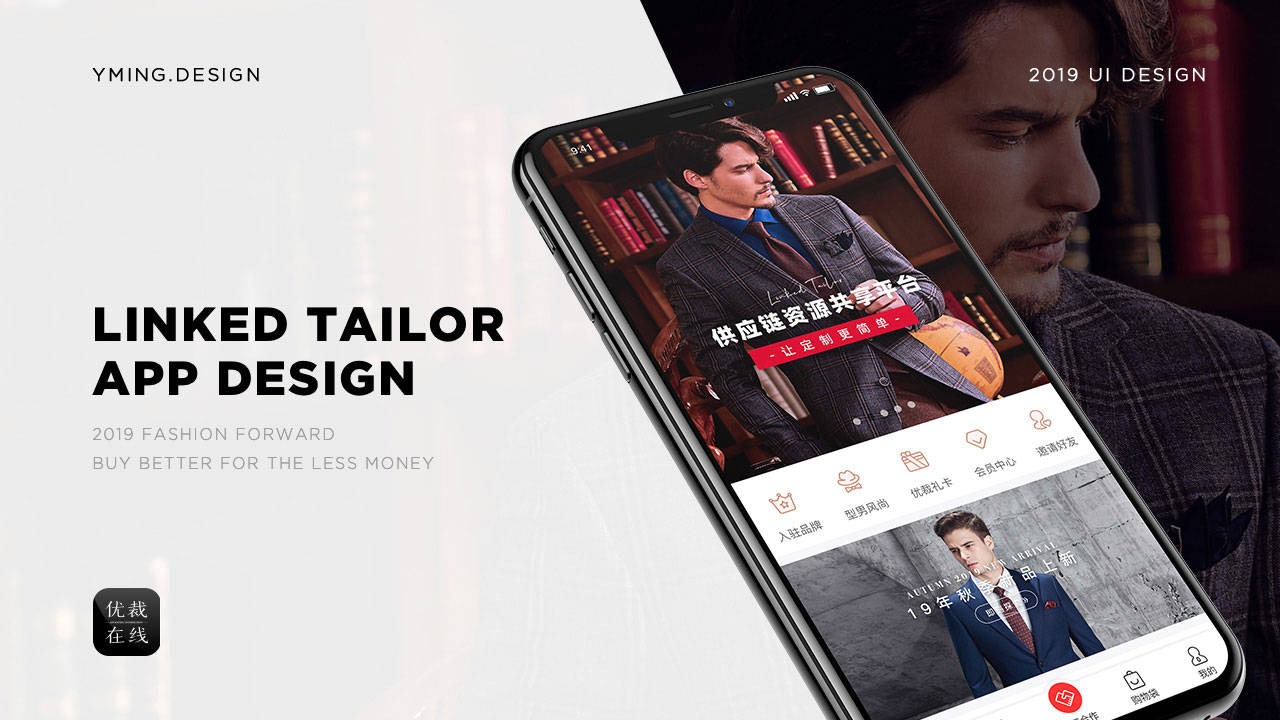 YMING.DESIGN
2019 UI DESIGN
LINKED TAILOR
APP DESIGN
2019 FASHION FORWARD
BUY BETTER FOR THE LESS MONEY
优裁
在线
9:41
Linked Tailor
供应链资源共享平台
- 让定制更简单 -
入驻品牌
型男风尚
优裁礼卡
会员中心
邀请好友
AUTUMN 2019 NEW ARRIVAL
19年秋季新品上新
合作
购物袋
我的